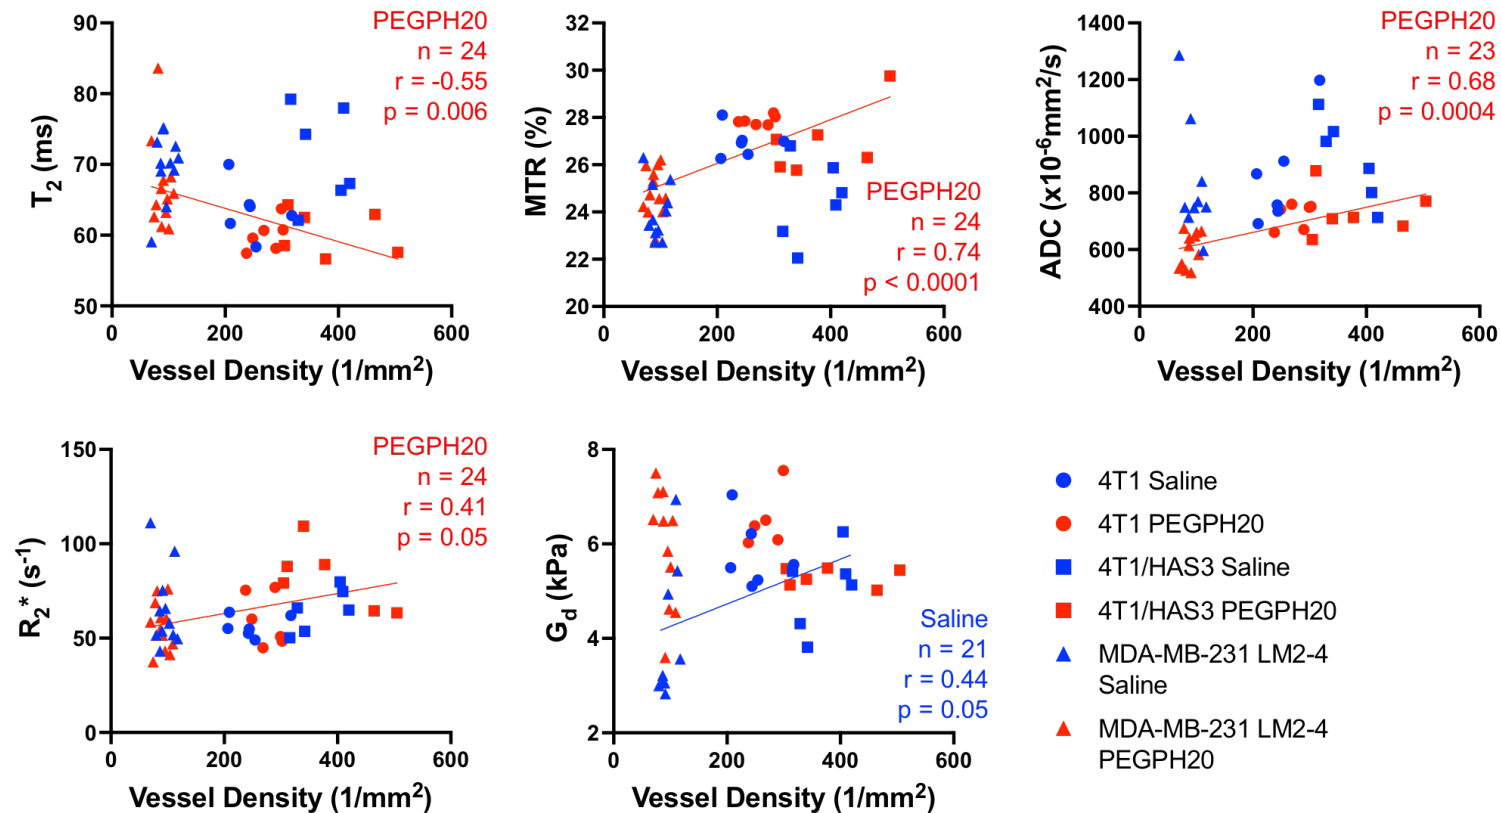 90
80
70
60
50
T2 (ms)
PEGPH20
n = 24
r = -0.55
p = 0.006
0
200
400
600
Vessel Density (1/mm²)
32
30
28
26
24
22
20
MTR (%)
PEGPH20
n = 24
r = 0.74
p < 0.0001
0
200
400
600
Vessel Density (1/mm²)
1400
1200
1000
800
600
400
ADC (x10⁻⁶mm²/s)
PEGPH20
n = 23
r = 0.68
p = 0.0004
0
200
400
600
Vessel Density (1/mm²)
150
100
50
0
R2* (s⁻¹)
PEGPH20
n = 24
r = 0.41
p = 0.05
0
200
400
600
Vessel Density (1/mm²)
8
6
4
2
Gd (kPa)
Saline
n = 21
r = 0.44
p = 0.05
0
200
400
600
Vessel Density (1/mm²)
4T1 Saline
4T1 PEGPH20
4T1/HAS3 Saline
4T1/HAS3 PEGPH20
MDA-MB-231 LM2-4
Saline
MDA-MB-231 LM2-4
PEGPH20